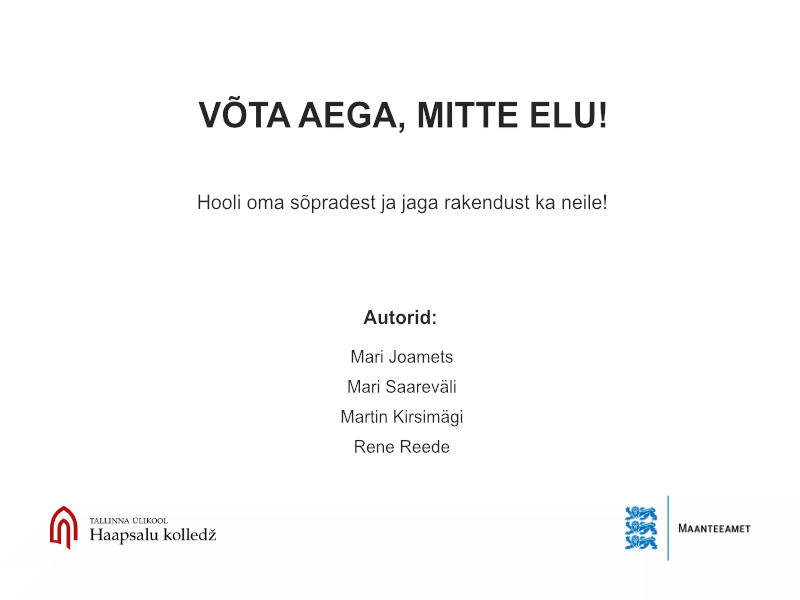 VÕTA AEGA, MITTE ELU!
Hooli oma sõpradest ja jaga rakendust ka neile!
Autorid:
Mari Joamets
Mari Saareväli
Martin Kirsimägi
Rene Reede
TALLINNA ÜLIKOOL
Haapsalu kolledž
MAANTEEAMET